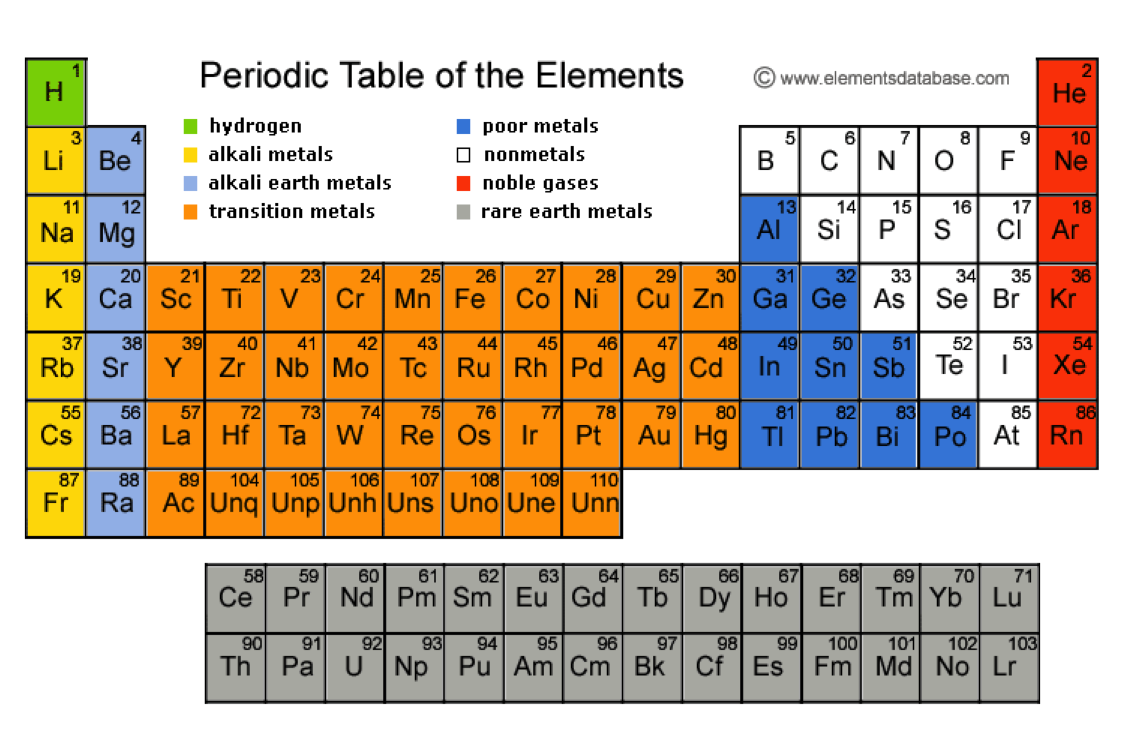 Periodic Table of the Elements
© www.elementsdatabase.com
hydrogen
alkali metals
alkali earth metals
transition metals
poor metals
nonmetals
noble gases
rare earth metals
1 2
H He
3 4 5 6 7 8 9 10
Li Be B C N O F Ne
11 12 13 14 15 16 17 18
Na Mg Al Si P S Cl Ar
19 20 21 22 23 24 25 26 27 28 29 30 31 32 33 34 35 36
K Ca Sc Ti V Cr Mn Fe Co Ni Cu Zn Ga Ge As Se Br Kr
37 38 39 40 41 42 43 44 45 46 47 48 49 50 51 52 53 54
Rb Sr Y Zr Nb Mo Tc Ru Rh Pd Ag Cd In Sn Sb Te I Xe
55 56 57 72 73 74 75 76 77 78 79 80 81 82 83 84 85 86
Cs Ba La Hf Ta W Re Os Ir Pt Au Hg Tl Pb Bi Po At Rn
87 88 89 104 105 106 107 108 109 110
Fr Ra Ac Unq Unp Unh Uns Uno Une Unn
58 59 60 61 62 63 64 65 66 67 68 69 70 71
Ce Pr Nd Pm Sm Eu Gd Tb Dy Ho Er Tm Yb Lu
90 91 92 93 94 95 96 97 98 99 100 101 102 103
Th Pa U Np Pu Am Cm Bk Cf Es Fm Md No Lr